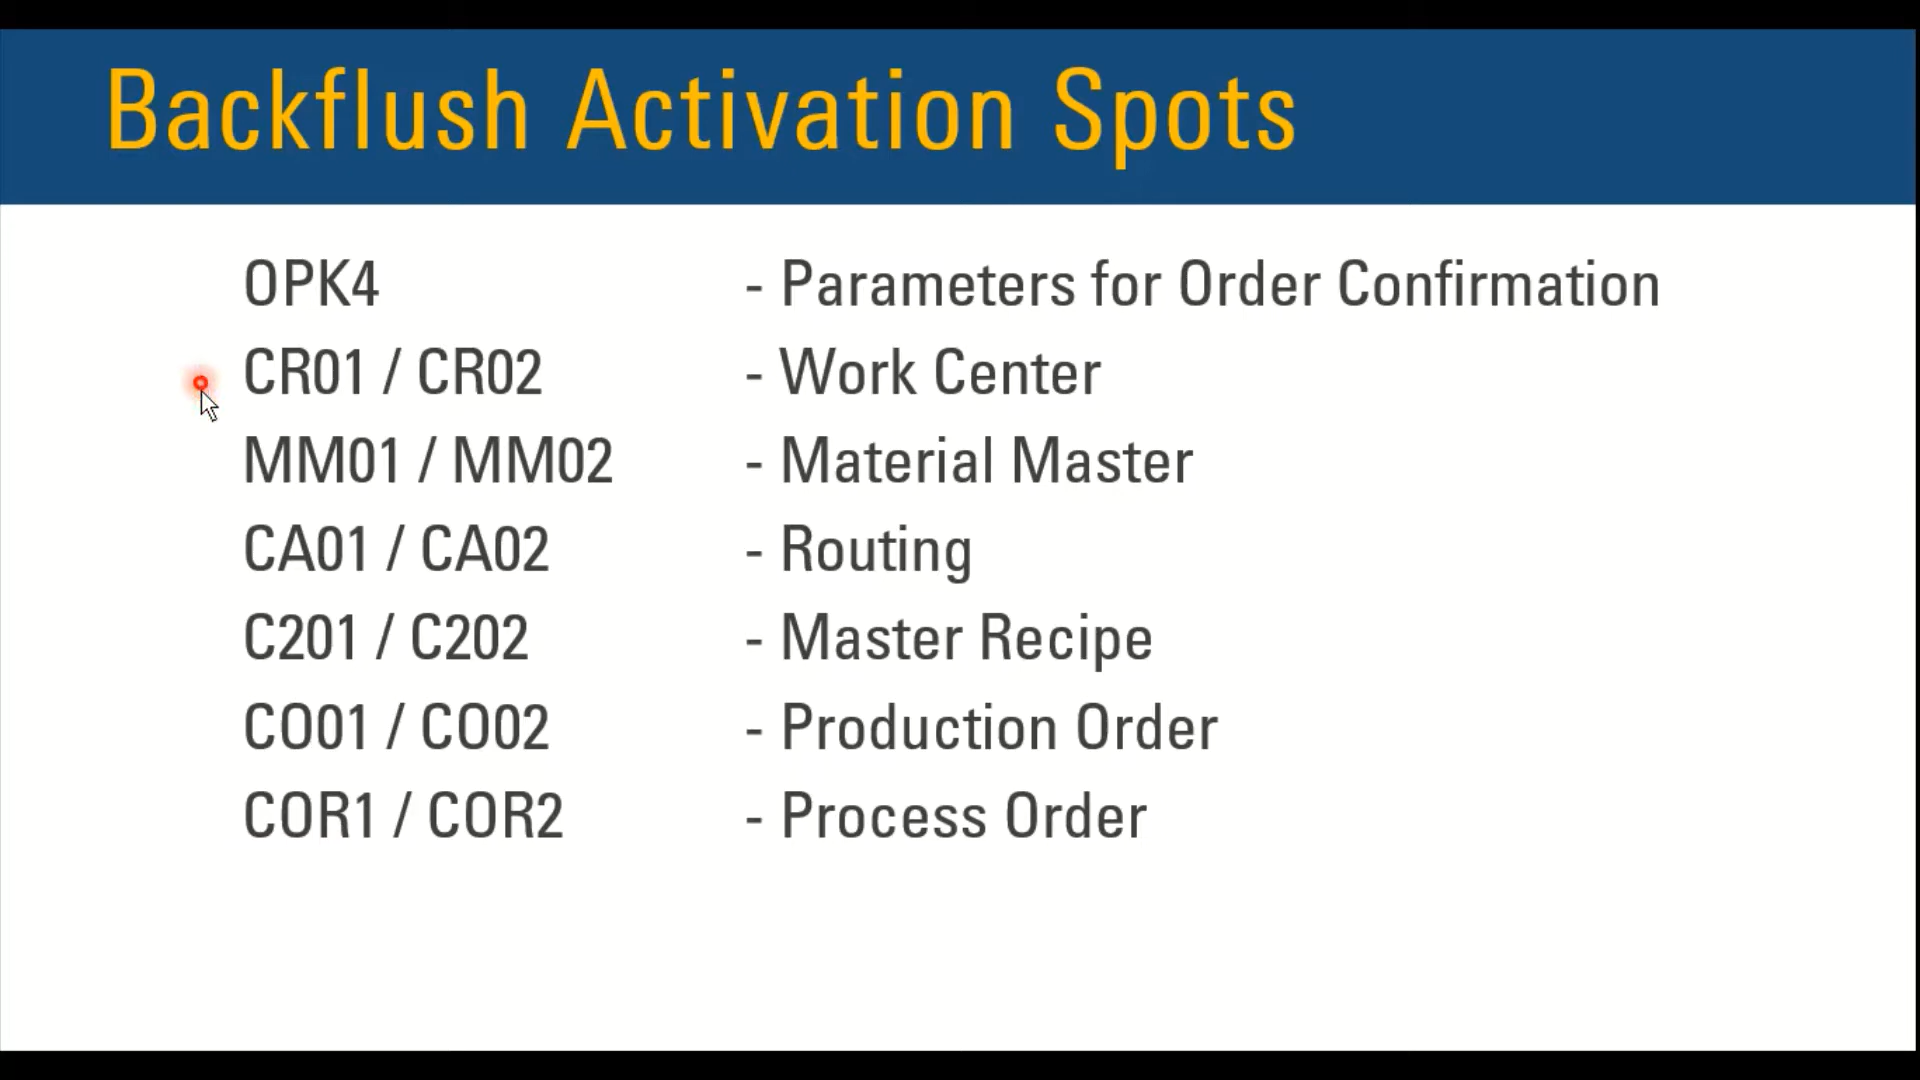 Backflush Activation Spots
OPK4 - Parameters for Order Confirmation
CR01 / CR02 - Work Center
MM01 / MM02 - Material Master
CA01 / CA02 - Routing
C201 / C202 - Master Recipe
CO01 / CO02 - Production Order
COR1 / COR2 - Process Order